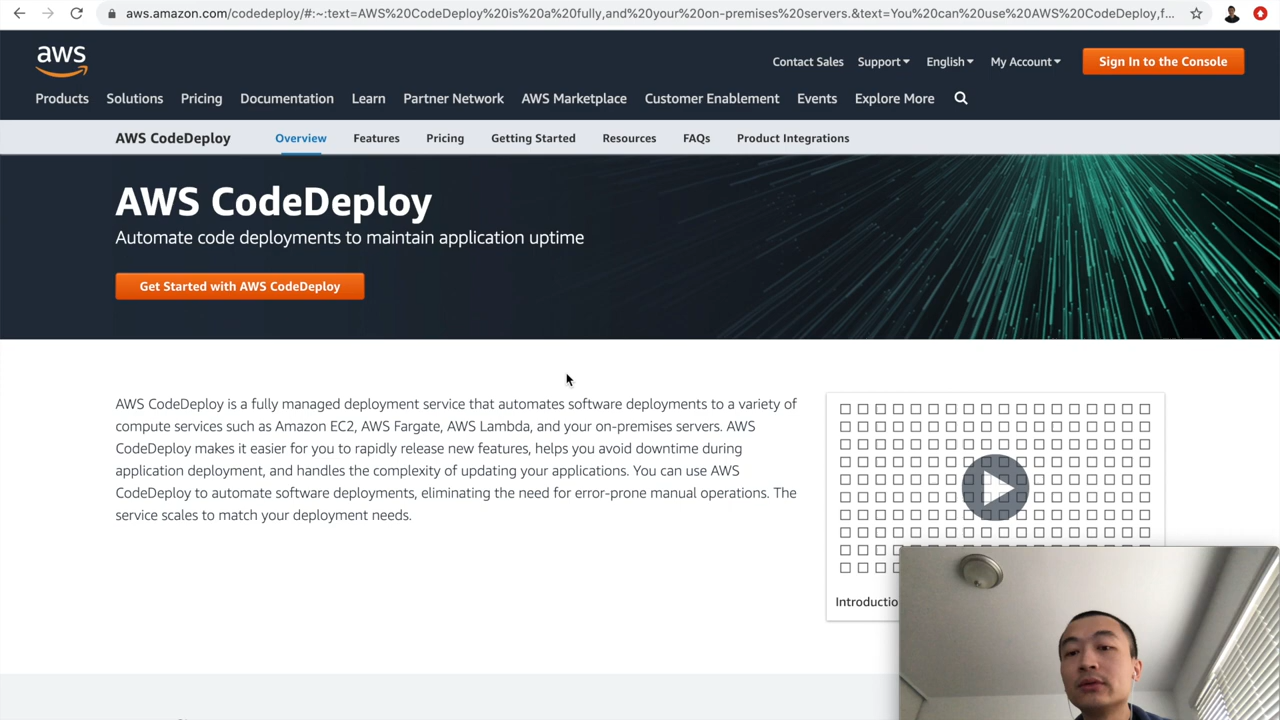 aws.amazon.com/codedeploy/#:~:text=AWS%20CodeDeploy%20is%20a%20fully,and%20your%20on-premises%20servers.&text=You%20can%20use%20AWS%20CodeDeploy,f...
aws
Contact Sales Support English My Account Sign In to the Console
Products Solutions Pricing Documentation Learn Partner Network AWS Marketplace Customer Enablement Events Explore More
AWS CodeDeploy Overview Features Pricing Getting Started Resources FAQs Product Integrations
AWS CodeDeploy
Automate code deployments to maintain application uptime
Get Started with AWS CodeDeploy
AWS CodeDeploy is a fully managed deployment service that automates software deployments to a variety of
compute services such as Amazon EC2, AWS Fargate, AWS Lambda, and your on-premises servers. AWS
CodeDeploy makes it easier for you to rapidly release new features, helps you avoid downtime during
application deployment, and handles the complexity of updating your applications. You can use AWS
CodeDeploy to automate software deployments, eliminating the need for error-prone manual operations. The
service scales to match your deployment needs.
Introductio